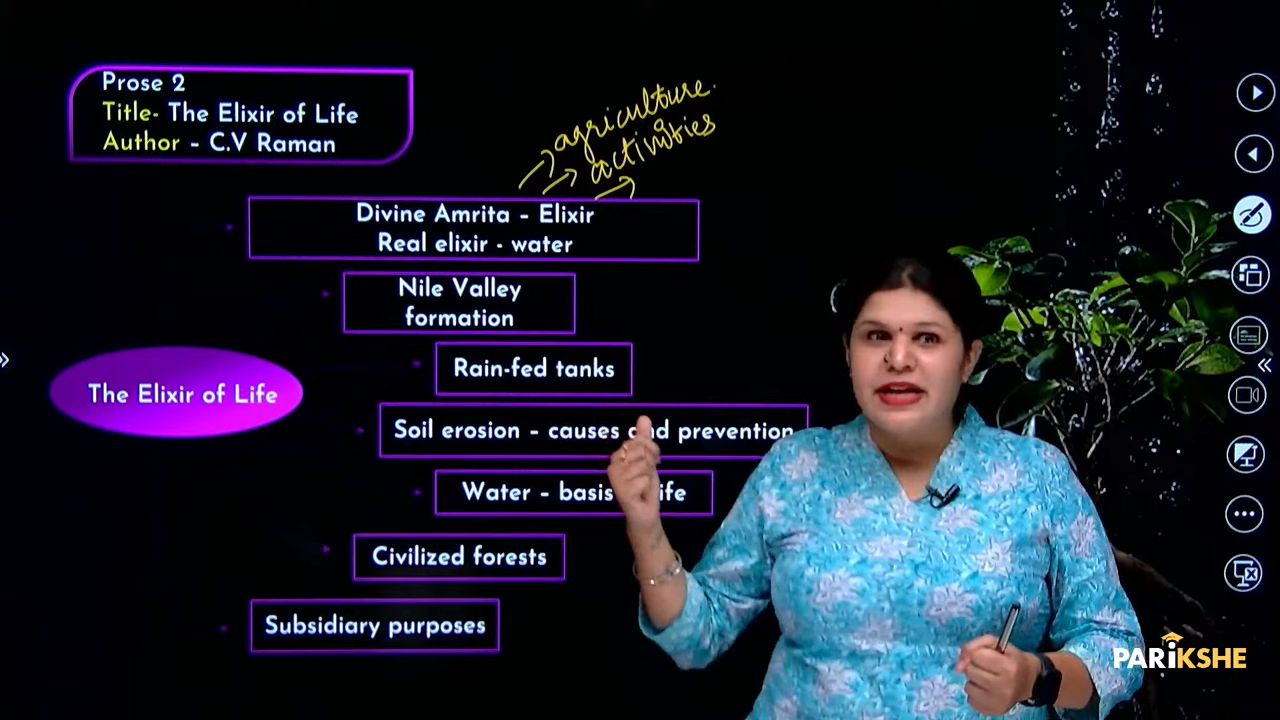 Prose 2
Title- The Elixir of Life
Author – C.V Raman
agriculture.
activities
Divine Amrita – Elixir
Real elixir - water
Nile Valley
formation
Rain-fed tanks
The Elixir of Life
Soil erosion – causes and prevention
Water – basis life
Civilized forests
Subsidiary purposes
PARIKSHE